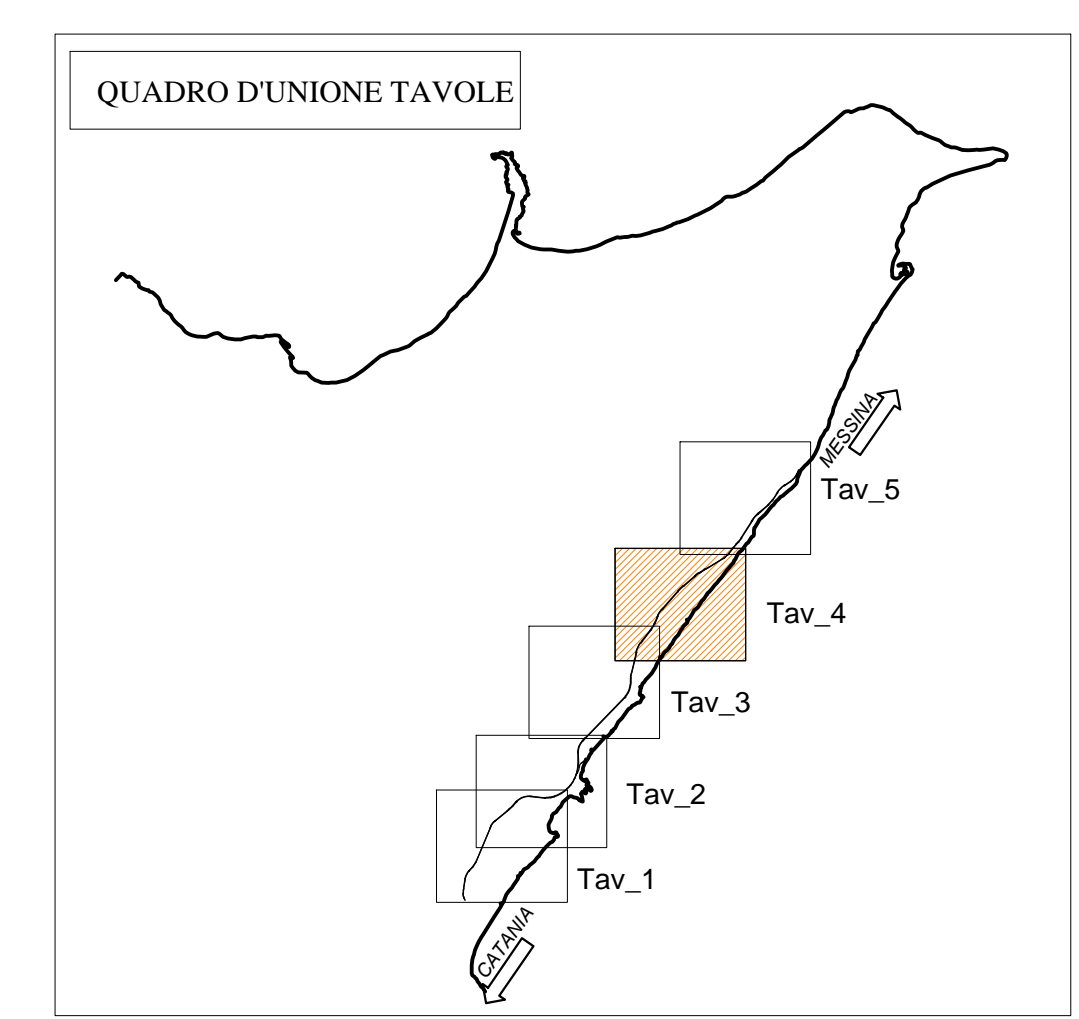 QUADRO D'UNIONE TAVOLE
MESSINA
Tav_5
Tav_4
Tav_3
Tav_2
Tav_1
CATANIA